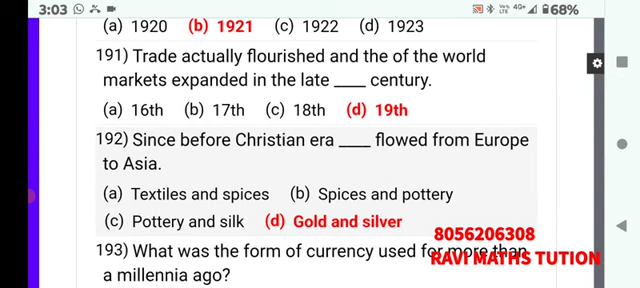 3:03 68%
(a) 1920 (b) 1921 (c) 1922 (d) 1923
191) Trade actually flourished and the of the world
markets expanded in the late ____ century.
(a) 16th (b) 17th (c) 18th (d) 19th
192) Since before Christian era ____ flowed from Europe
to Asia.
(a) Textiles and spices (b) Spices and pottery
(c) Pottery and silk (d) Gold and silver
8056206308
193) What was the form of currency used for more than
RAVI MATHS TUTION
a millennia ago?